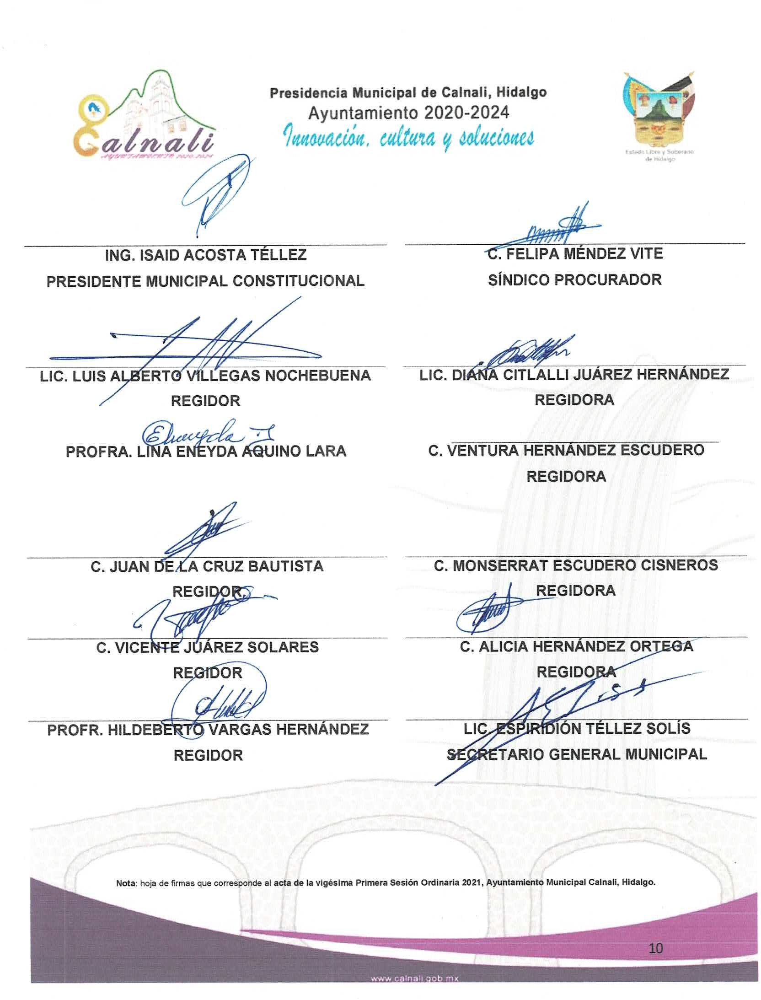 Calnali
AYUNTAMIENTO 2020-2024
Presidencia Municipal de Calnali, Hidalgo
Ayuntamiento 2020-2024
Innovación, cultura y soluciones
Estado Libre y Soberano
de Hidalgo
ING. ISAID ACOSTA TÉLLEZ
PRESIDENTE MUNICIPAL CONSTITUCIONAL
C. FELIPA MÉNDEZ VITE
SÍNDICO PROCURADOR
LIC. LUIS ALBERTO VILLEGAS NOCHEBUENA
REGIDOR
LIC. DIANA CITLALLI JUÁREZ HERNÁNDEZ
REGIDORA
PROFRA. LINA ENEYDA AQUINO LARA
C. VENTURA HERNÁNDEZ ESCUDERO
REGIDORA
C. JUAN DE LA CRUZ BAUTISTA
REGIDOR
C. MONSERRAT ESCUDERO CISNEROS
REGIDORA
C. VICENTE JUÁREZ SOLARES
REGIDOR
C. ALICIA HERNÁNDEZ ORTEGA
REGIDORA
PROFR. HILDEBERTO VARGAS HERNÁNDEZ
REGIDOR
LIC. ESPIRIDIÓN TÉLLEZ SOLÍS
SECRETARIO GENERAL MUNICIPAL
Nota: hoja de firmas que corresponde al acta de la vigésima Primera Sesión Ordinaria 2021, Ayuntamiento Municipal Calnali, Hidalgo.
10
www.calnali.gob.mx